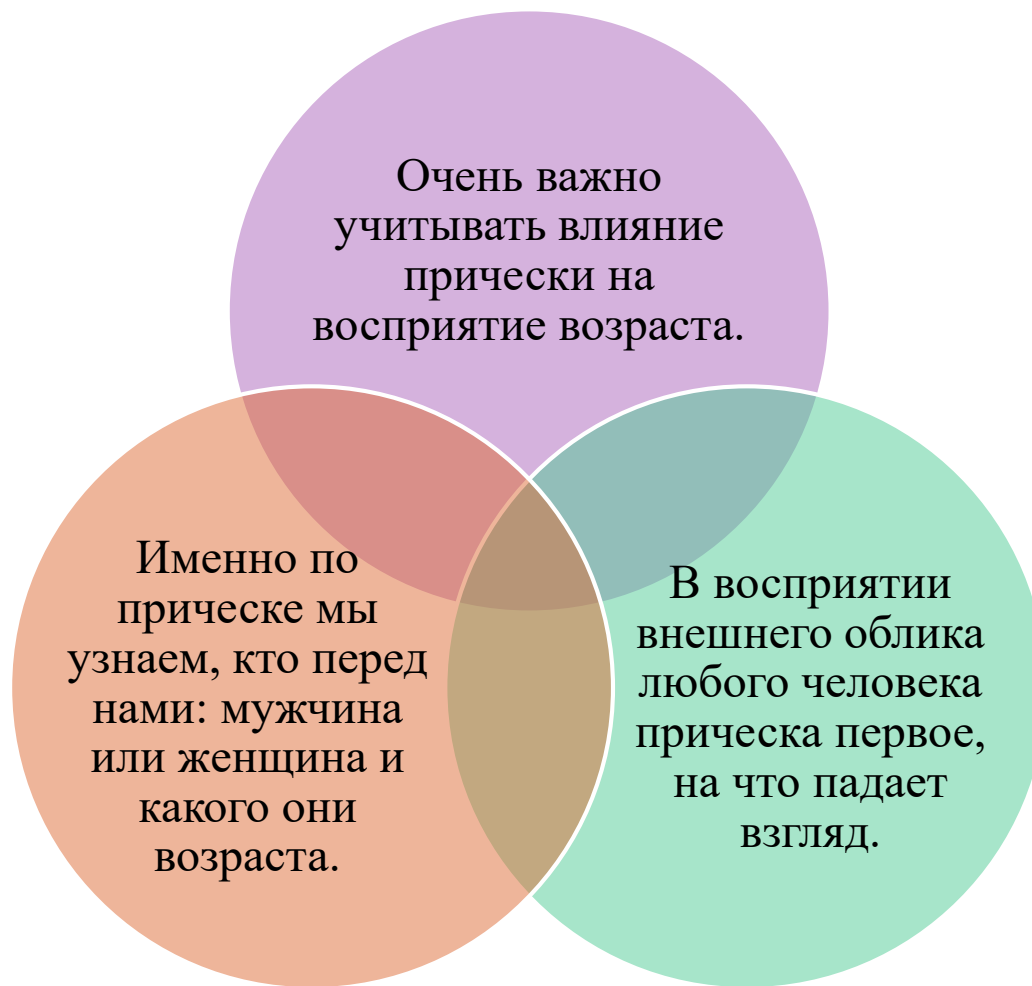 Очень важно
учитывать влияние
прически на
восприятие возраста.
Именно по
прическе мы
узнаем, кто перед
нами: мужчина
или женщина и
какого они
возраста.
В восприятии
внешнего облика
любого человека
прическа первое,
на что падает
взгляд.